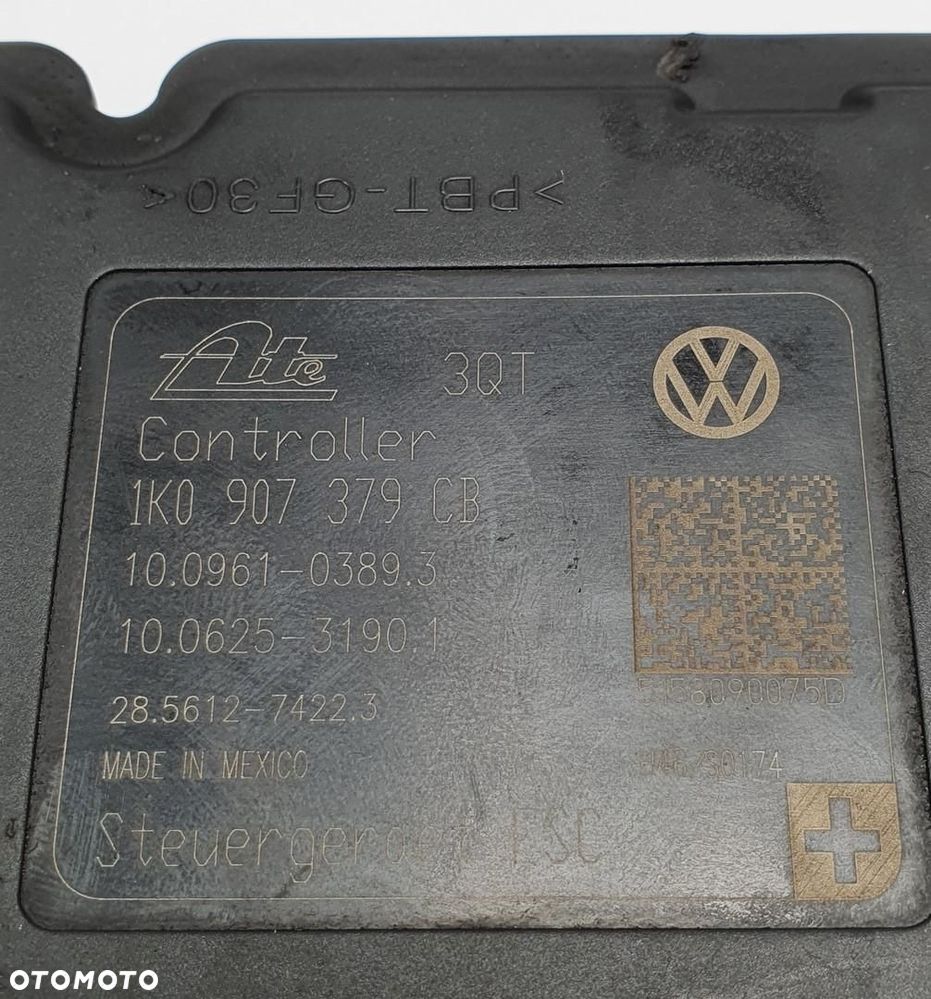 >PBT-GF30<
Ate 3QT
Controller
1K0 907 379 CB
10.0961-0389.3
10.0625-3190.1
28.5612-7422.3
MADE IN MEXICO
Steuergeraet ESC
OTOMOTO